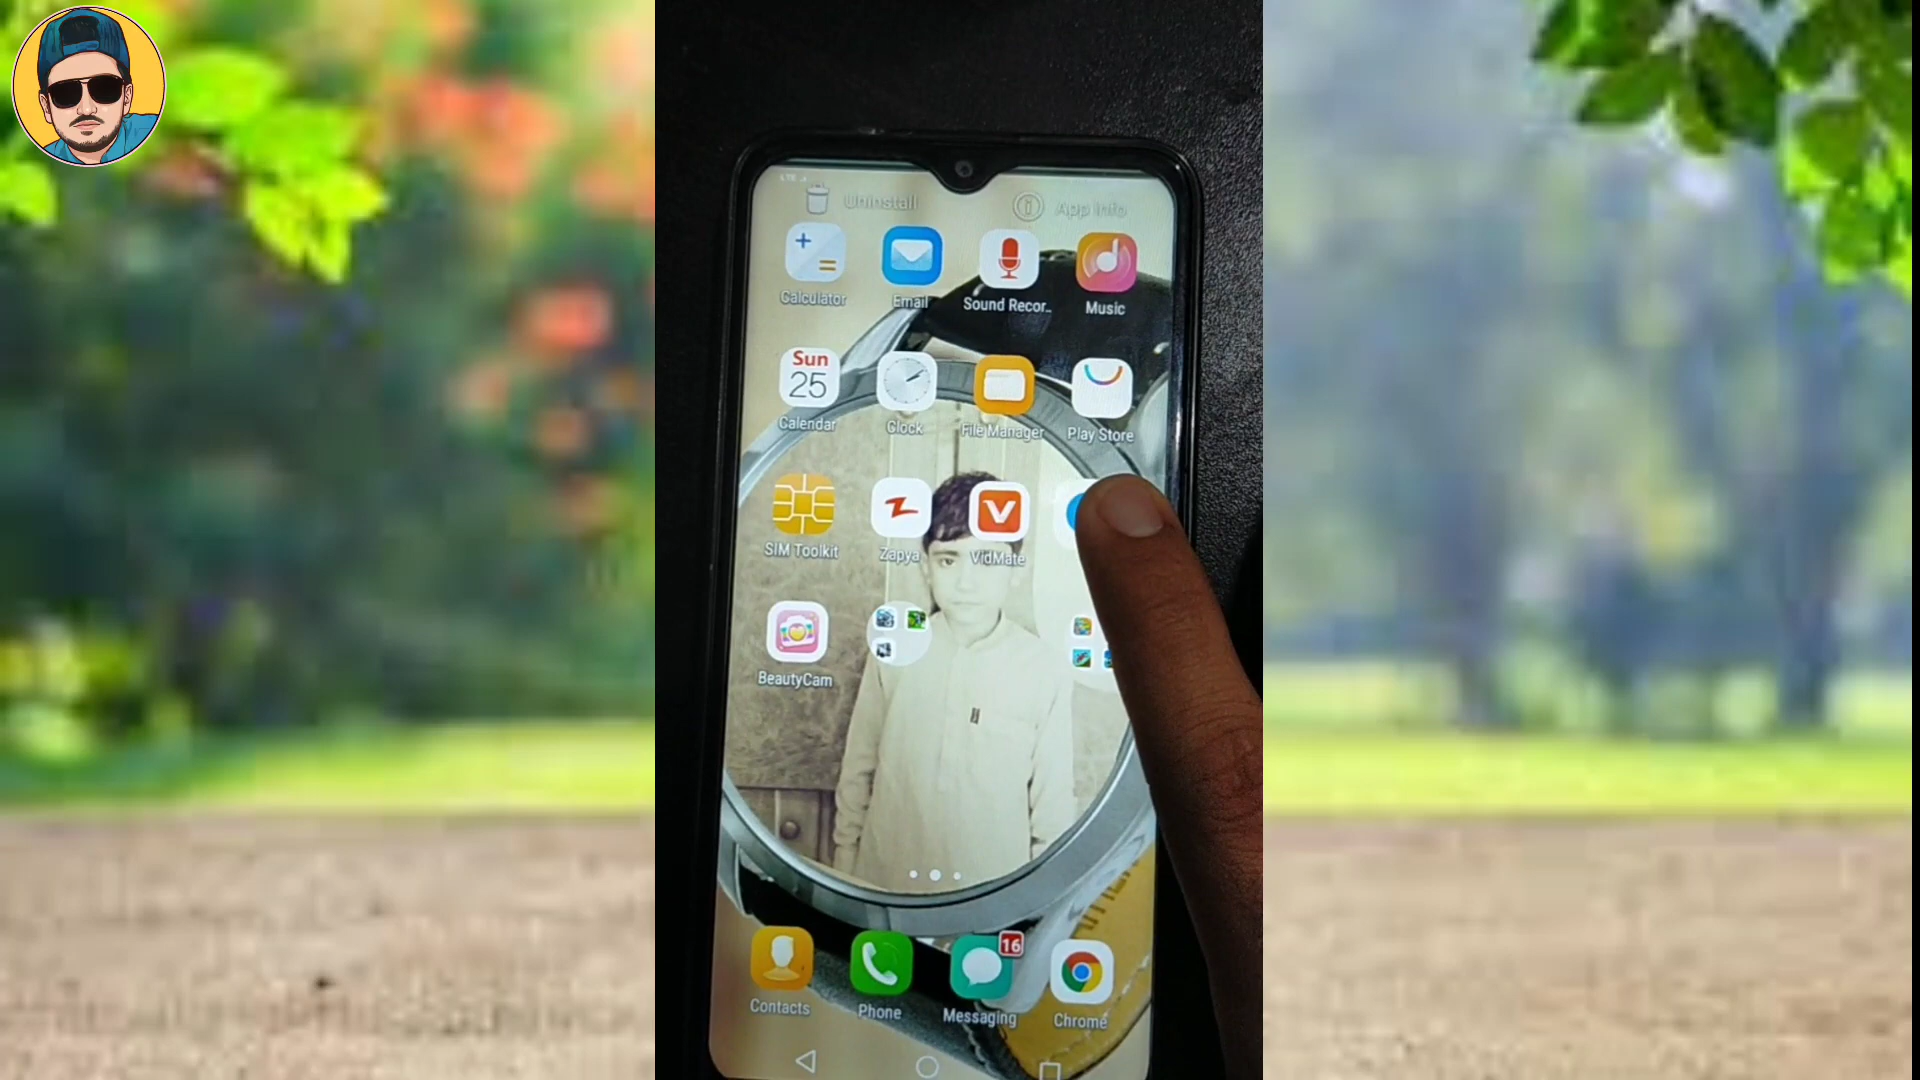 LTE
Uninstall
App info
Calculator
Email
Sound Recor..
Music
Sun
25
Calendar
Clock
File Manager
Play Store
SIM Toolkit
Zapya
VidMate
BeautyCam
16
Contacts
Phone
Messaging
Chrome